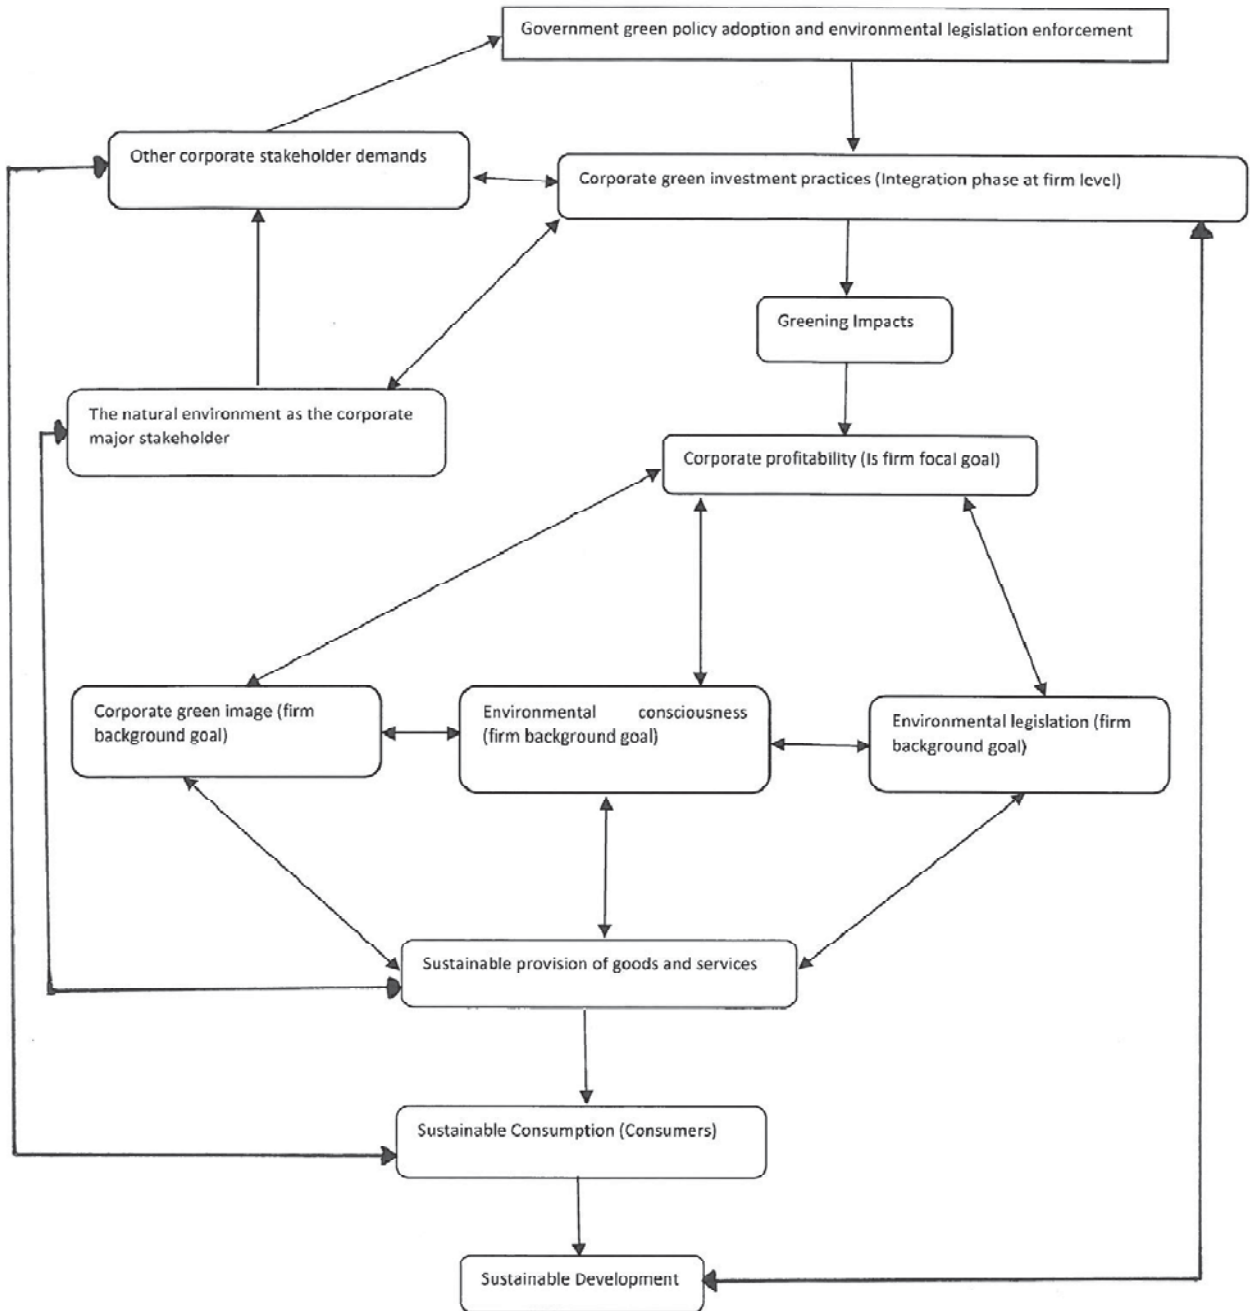 Government green policy adoption and environmental legislation enforcement
Other corporate stakeholder demands
Corporate green investment practices (Integration phase at firm level)
Greening Impacts
The natural environment as the corporate
major stakeholder
Corporate profitability (Is firm focal goal)
Corporate green image (firm
background goal)
Environmental consciousness
(firm background goal)
Environmental legislation (firm
background goal)
Sustainable provision of goods and services
Sustainable Consumption (Consumers)
Sustainable Development